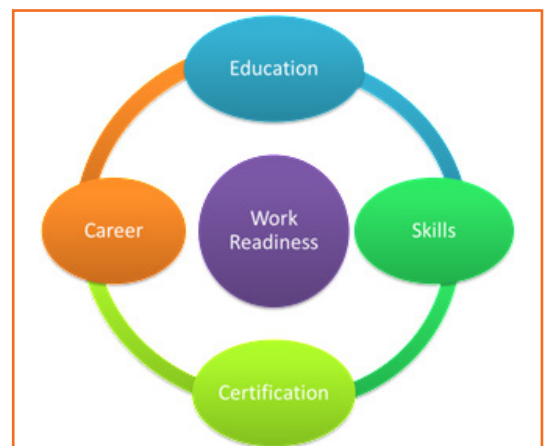 Education
Career
Work
Readiness
Skills
Certification